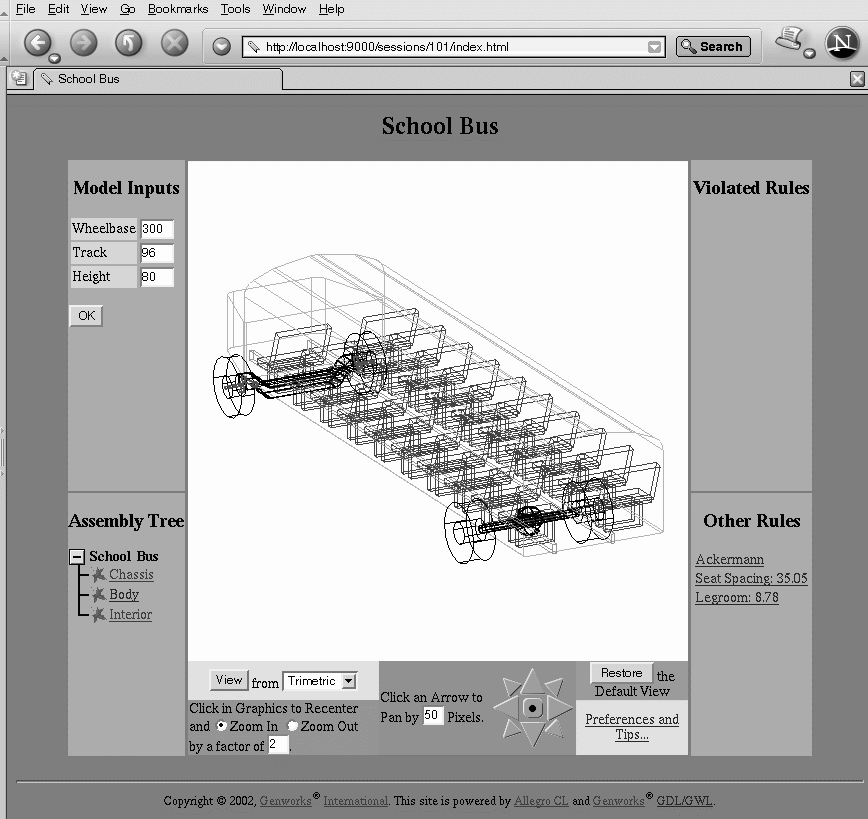 File Edit View Go Bookmarks Tools Window Help
http://localhost:9000/sessions/101/index.html
Search
N
School Bus
School Bus
Model Inputs
Wheelbase 300
Track 96
Height 80
OK
Violated Rules
Assembly Tree
School Bus
Chassis
Body
Interior
Other Rules
Ackermann
Seat Spacing: 35.05
Legroom: 8.78
View from Trimetric
Click in Graphics to Recenter
and Zoom In Zoom Out
by a factor of 2.
Click an Arrow to
Pan by 50 Pixels.
Restore the
Default View
Preferences and
Tips...
Copyright © 2002, Genworks® International. This site is powered by Allegro CL and Genworks® GDL/GWL.